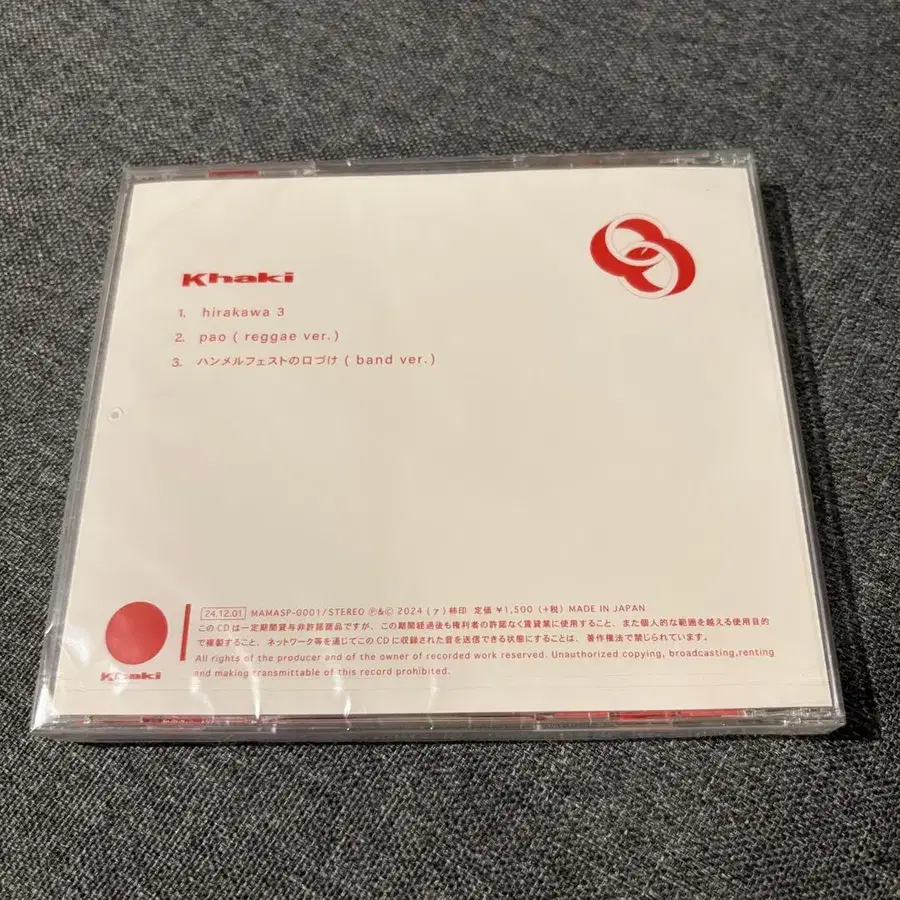 Khaki
1. hirakawa 3
2. pao ( reggae ver.)
3. ハンメルフェストの口づけ ( band ver.)
24.12.01 MAMASP-0001/STEREO Ⓟ&© 2024 (ァ) 柿印 定価 ¥1,500 (+税) MADE IN JAPAN
このCDは一定期間貸与非許諾商品ですが、この期間経過後も権利者の許諾なく賃貸業に使用すること、また個人的な範囲を越える使用目的
で複製すること、ネットワーク等を通じてこのCDに収録された音を送信できる状態にすることは、著作権法で禁じられています。
All rights of the producer and of the owner of recorded work reserved. Unauthorized copying, broadcasting,renting
and making transmittable of this record prohibited.
Khaki